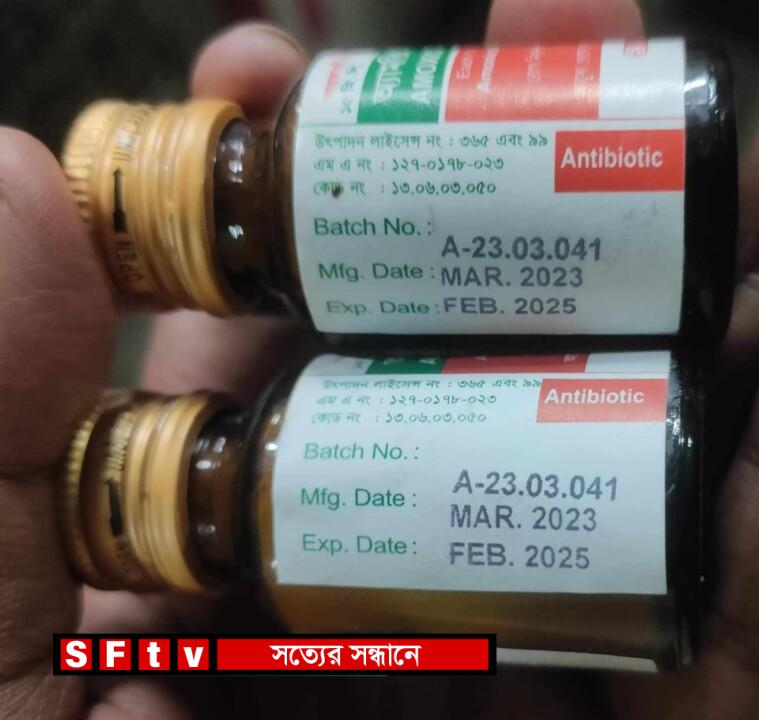 উৎপাদন লাইসেন্স নং : ৩৬৫ এবং ৯৯
এম এ নং : ১২৭-০১৭৮-০২৩
কোড নং : ১৩.০৬.০৩.০৫০
Antibiotic
Batch No. :
A-23.03.041
Mfg. Date : MAR. 2023
Exp. Date : FEB. 2025
উৎপাদন লাইসেন্স নং : ৩৬৫ এবং ৯৯
এম এ নং : ১২৭-০১৭৮-০২৩
কোড নং : ১৩.০৬.০৩.০৫০
Antibiotic
Batch No. :
A-23.03.041
Mfg. Date : MAR. 2023
Exp. Date : FEB. 2025
SFtv সত্যের সন্ধানে